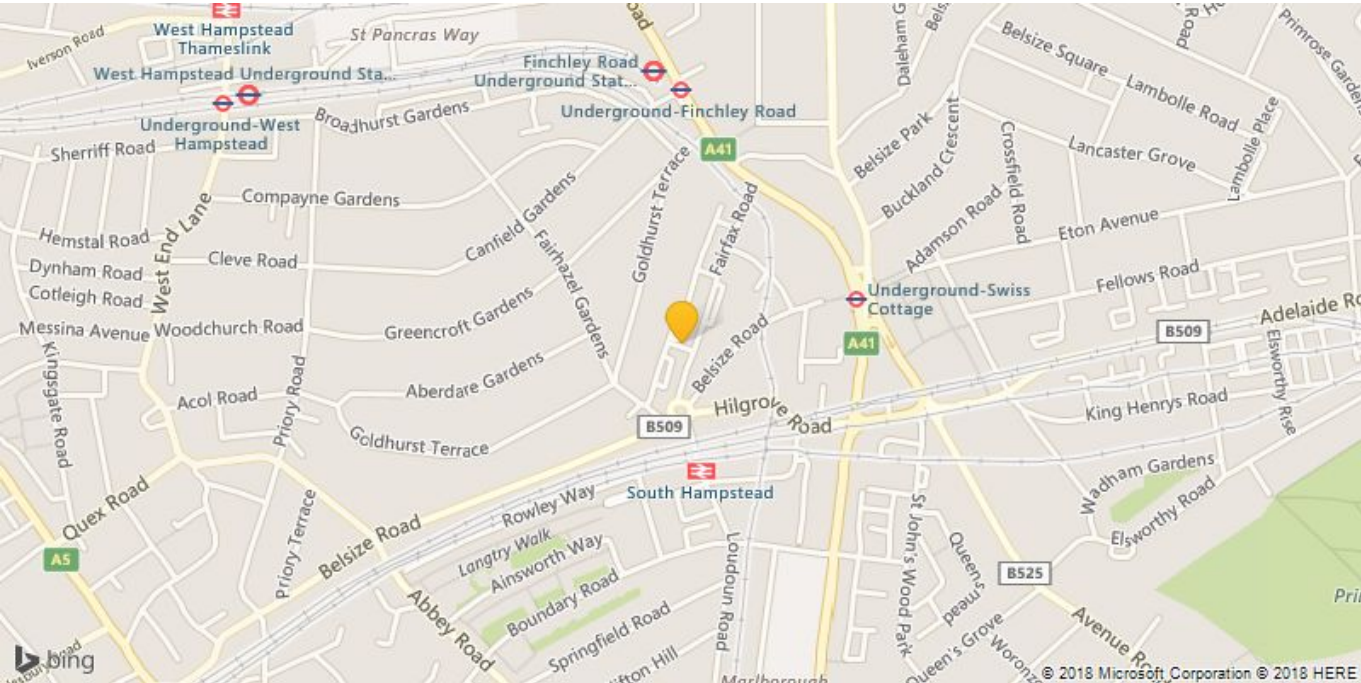 West Hampstead
Thameslink
St Pancras Way
Iverson Road
West Hampstead Underground Sta...
Finchley Road
Underground Stat...
Underground-Finchley Road
Underground-West
Hampstead
Broadhurst Gardens
Sherriff Road
Compayne Gardens
Canfield Gardens
Goldhurst Terrace
A41
Fairfax Road
Belsize Park
Buckland Crescent
Belsize Square
Lambolle Road
Lambolle Place
Lancaster Grove
Crossfield Road
Adamson Road
Eton Avenue
Fellows Road
Hemstal Road
Dynham Road
Cotleigh Road
Messina Avenue
West End Lane
Cleve Road
Woodchurch Road
Fairhazel Gardens
Greencroft Gardens
Aberdare Gardens
Underground-Swiss
Cottage
A41
B509
Adelaide
Elsworthy Rise
King Henrys Road
Kingsgate Road
Acol Road
Priory Road
Goldhurst Terrace
Belsize Road
Hilgrove Road
B509
South Hampstead
Wadham Gardens
Elsworthy Road
Quex Road
Rowley Way
Langtry Walk
Ainsworth Way
Boundary Road
Springfield Road
Belsize Road
Priory Terrace
Abbey Road
A5
Loudoun Road
St John's Wood Park
Queensmead
B525
Queen's Grove
Avenue
Marlborough
bing
© 2018 Microsoft Corporation © 2018 HERE